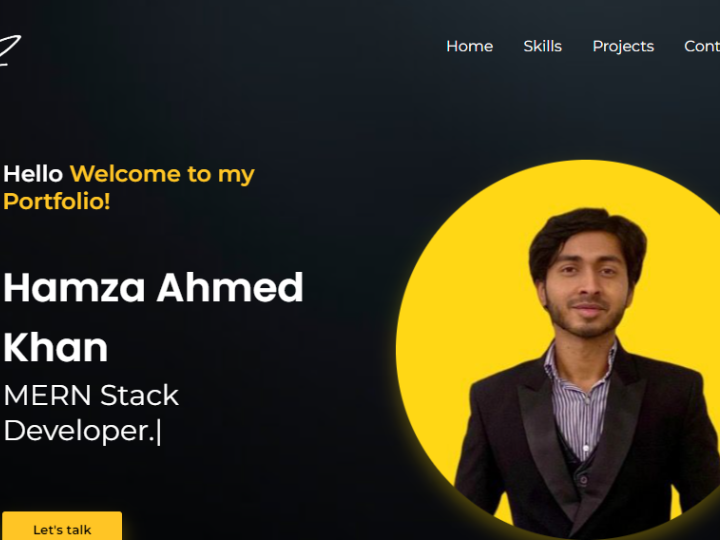 Home Skills Projects Cont
Hello Welcome to my
Portfolio!
Hamza Ahmed
Khan
MERN Stack
Developer.|
Let's talk